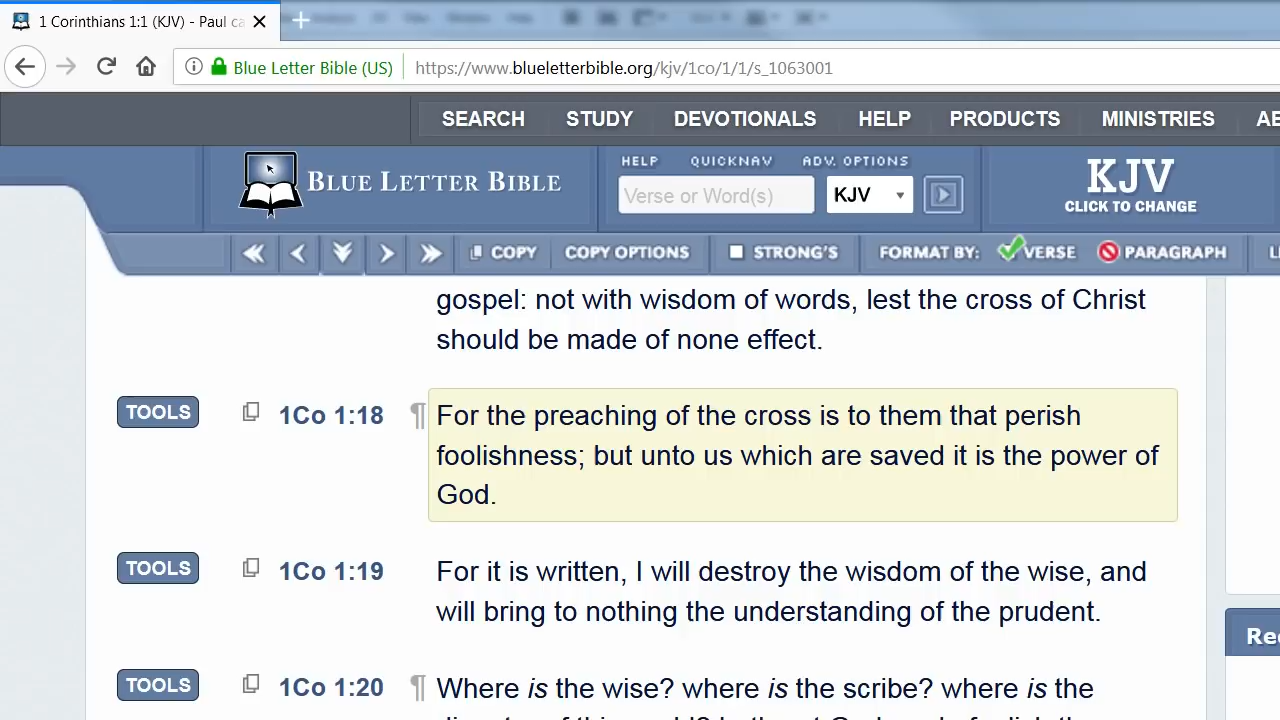 1 Corinthians 1:1 (KJV) - Paul ca
Blue Letter Bible (US) https://www.blueletterbible.org/kjv/1co/1/1/s_1063001
SEARCH STUDY DEVOTIONALS HELP PRODUCTS MINISTRIES
HELP QUICKNAV ADV. OPTIONS
BLUE LETTER BIBLE Verse or Word(s) KJV KJV
CLICK TO CHANGE
COPY COPY OPTIONS STRONG'S FORMAT BY: VERSE PARAGRAPH
gospel: not with wisdom of words, lest the cross of Christ
should be made of none effect.
TOOLS 1Co 1:18 ¶ For the preaching of the cross is to them that perish
foolishness; but unto us which are saved it is the power of
God.
TOOLS 1Co 1:19 For it is written, I will destroy the wisdom of the wise, and
will bring to nothing the understanding of the prudent.
TOOLS 1Co 1:20 ¶ Where is the wise? where is the scribe? where is the